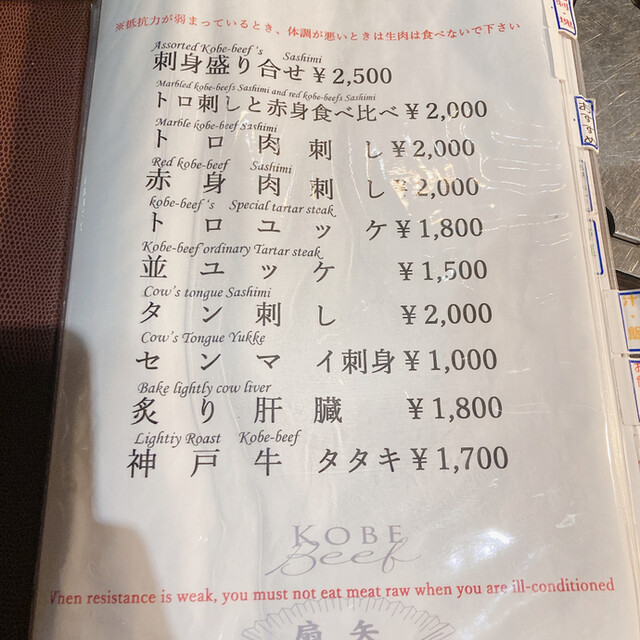 ※抵抗力が弱まっているとき、体調が悪いときは生肉は食べないで下さい
Assorted Kobe-beef's Sashimi
刺身盛り合せ ¥2,500
Marbled kobe-beefs Sashimi and red kobe-beefs Sashimi
トロ刺しと赤身食べ比べ ¥2,000
Marble kobe-beef Sashimi
トロ肉刺し ¥2,000
Red kobe-beef Sashimi
赤身肉刺し ¥2,000
kobe-beef's Special tartar steak
トロユッケ ¥1,800
Kobe-beef ordinary Tartar steak
並ユッケ ¥1,500
Cow's tongue Sashimi
タン刺し ¥2,000
Cow's Tongue Yukke
センマイ刺身 ¥1,000
Bake lightly cow liver
炙り肝臓 ¥1,800
Lightiy Roast Kobe-beef
神戸牛タタキ ¥1,700
KOBE
Beef
When resistance is weak, you must not eat meat raw when you are ill-conditioned